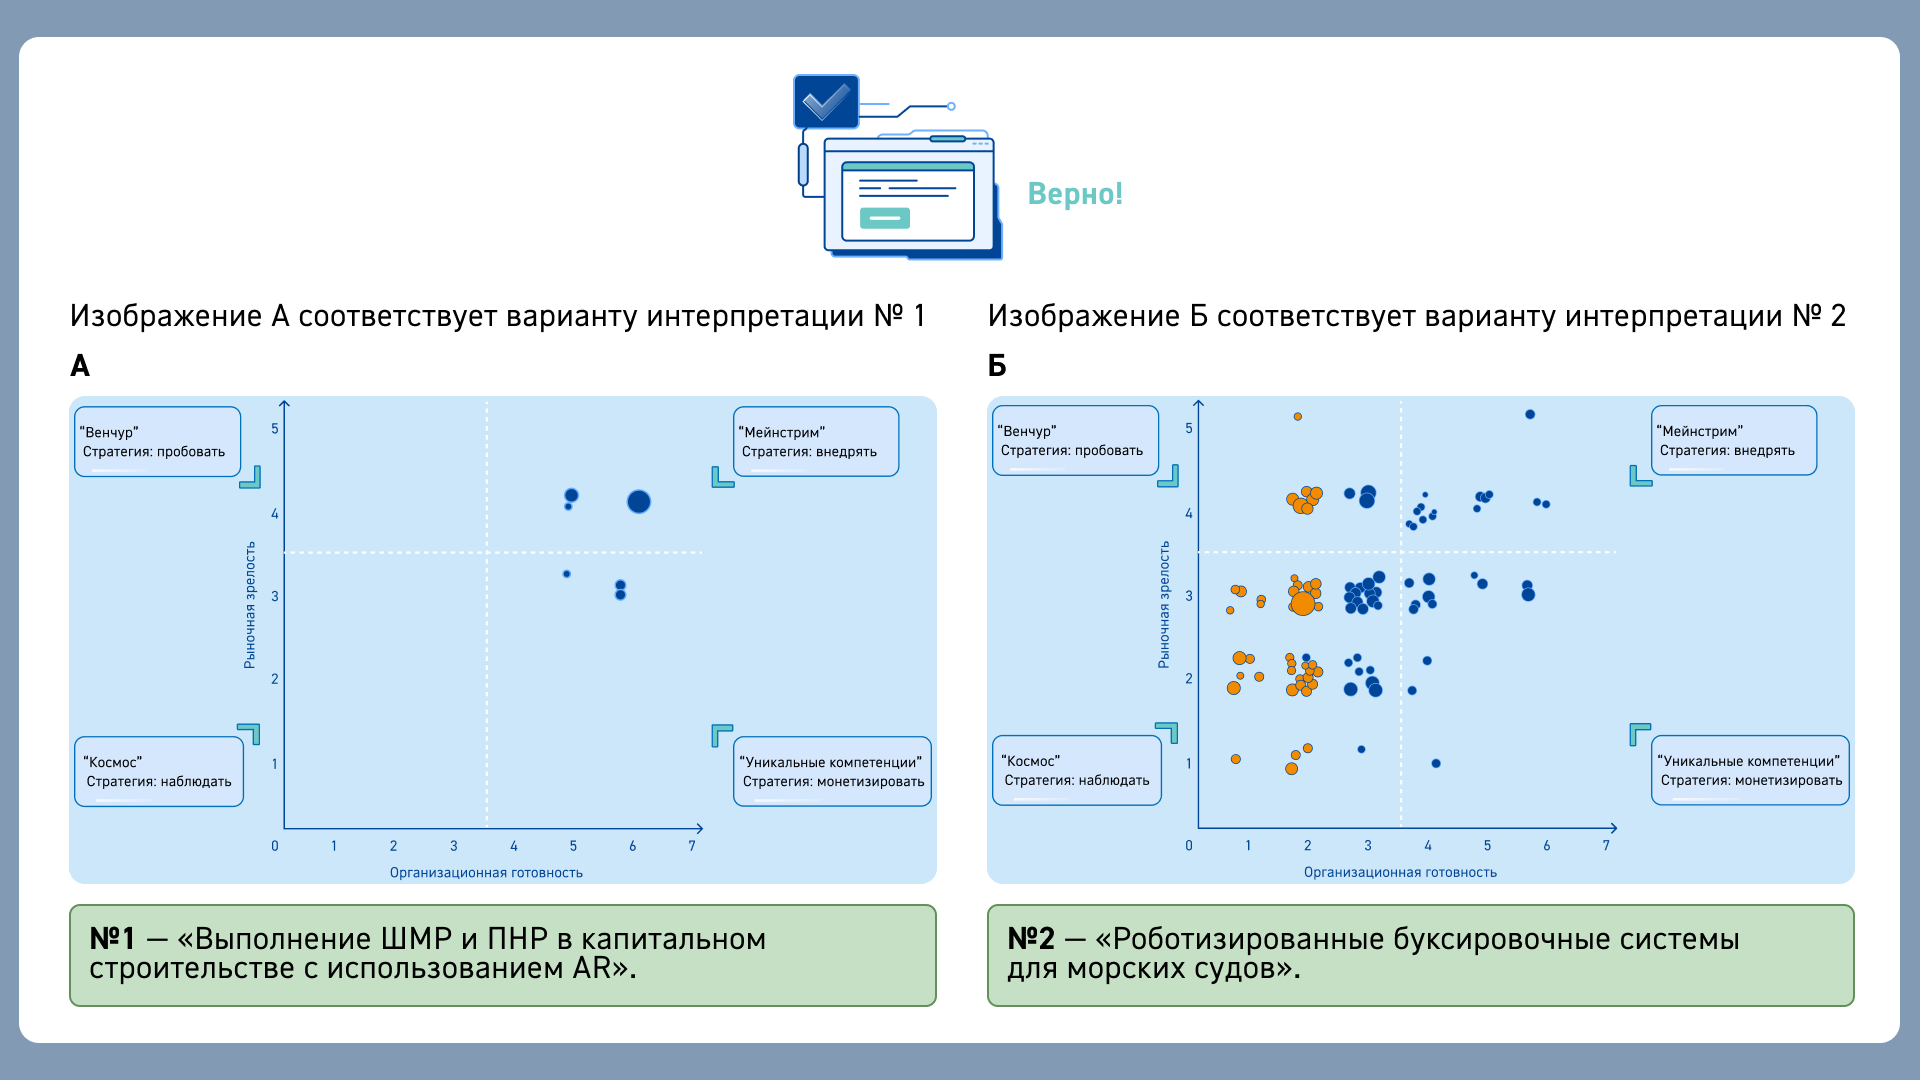 Верно!
Изображение А соответствует варианту интерпретации № 1
А
“Венчур”
Стратегия: пробовать
“Мейнстрим”
Стратегия: внедрять
“Космос”
Стратегия: наблюдать
“Уникальные компетенции”
Стратегия: монетизировать
Рыночная зрелость
5
4
3
2
1
0 1 2 3 4 5 6 7
Организационная готовность
№1 – «Выполнение ШМР и ПНР в капитальном
строительстве с использованием AR».
Изображение Б соответствует варианту интерпретации № 2
Б
“Венчур”
Стратегия: пробовать
“Мейнстрим”
Стратегия: внедрять
“Космос”
Стратегия: наблюдать
“Уникальные компетенции”
Стратегия: монетизировать
Рыночная зрелость
5
4
3
2
1
0 1 2 3 4 5 6 7
Организационная готовность
№2 – «Роботизированные буксировочные системы
для морских судов».